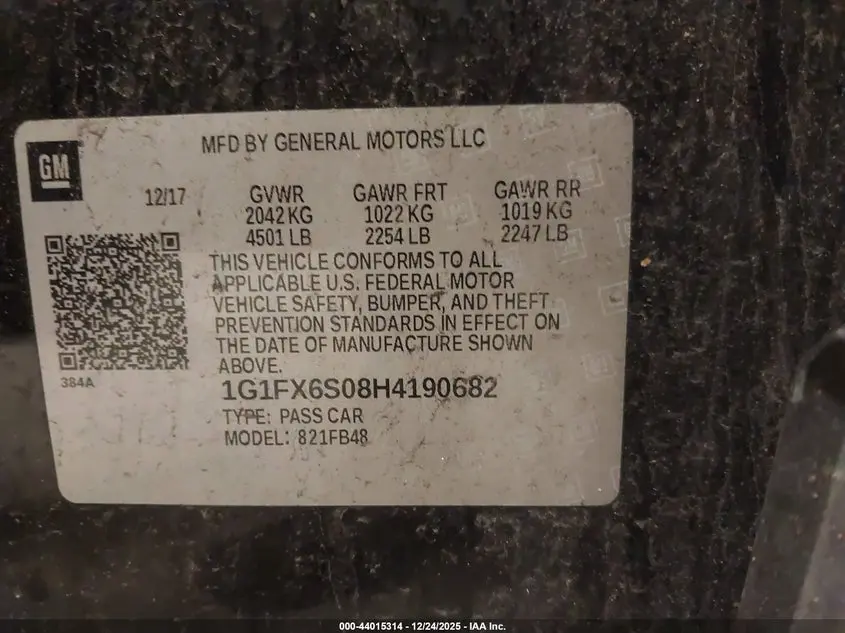 MFD BY GENERAL MOTORS LLC
GM
12/17 GVWR GAWR FRT GAWR RR
2042 KG 1022 KG 1019 KG
4501 LB 2254 LB 2247 LB
THIS VEHICLE CONFORMS TO ALL
APPLICABLE U.S. FEDERAL MOTOR
VEHICLE SAFETY, BUMPER, AND THEFT
PREVENTION STANDARDS IN EFFECT ON
THE DATE OF MANUFACTURE SHOWN
ABOVE.
384A
1G1FX6S08H4190682
TYPE: PASS CAR
MODEL: 821FB48
000-44015314 - 12/24/2025 - IAA Inc.